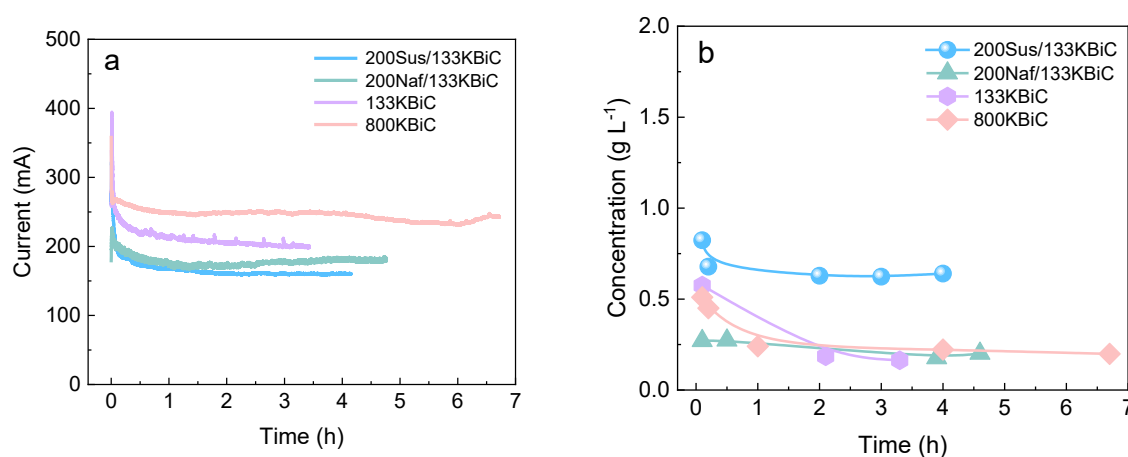 a
500
400
300
200
100
0
Current (mA)
0 1 2 3 4 5 6 7
Time (h)
200Sus/133KBiC
200Naf/133KBiC
133KBiC
800KBiC
b
2.0
1.5
1.0
0.5
0.0
Concentration (g L⁻¹)
0 1 2 3 4 5 6 7
Time (h)
200Sus/133KBiC
200Naf/133KBiC
133KBiC
800KBiC